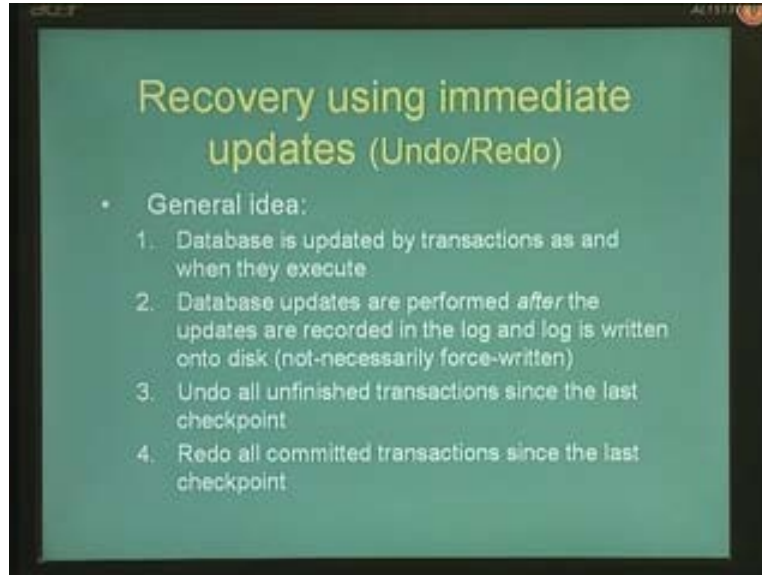 acer
Recovery using immediate
updates (Undo/Redo)
• General idea:
1. Database is updated by transactions as and
when they execute
2. Database updates are performed after the
updates are recorded in the log and log is written
onto disk (not-necessarily force-written)
3. Undo all unfinished transactions since the last
checkpoint
4. Redo all committed transactions since the last
checkpoint